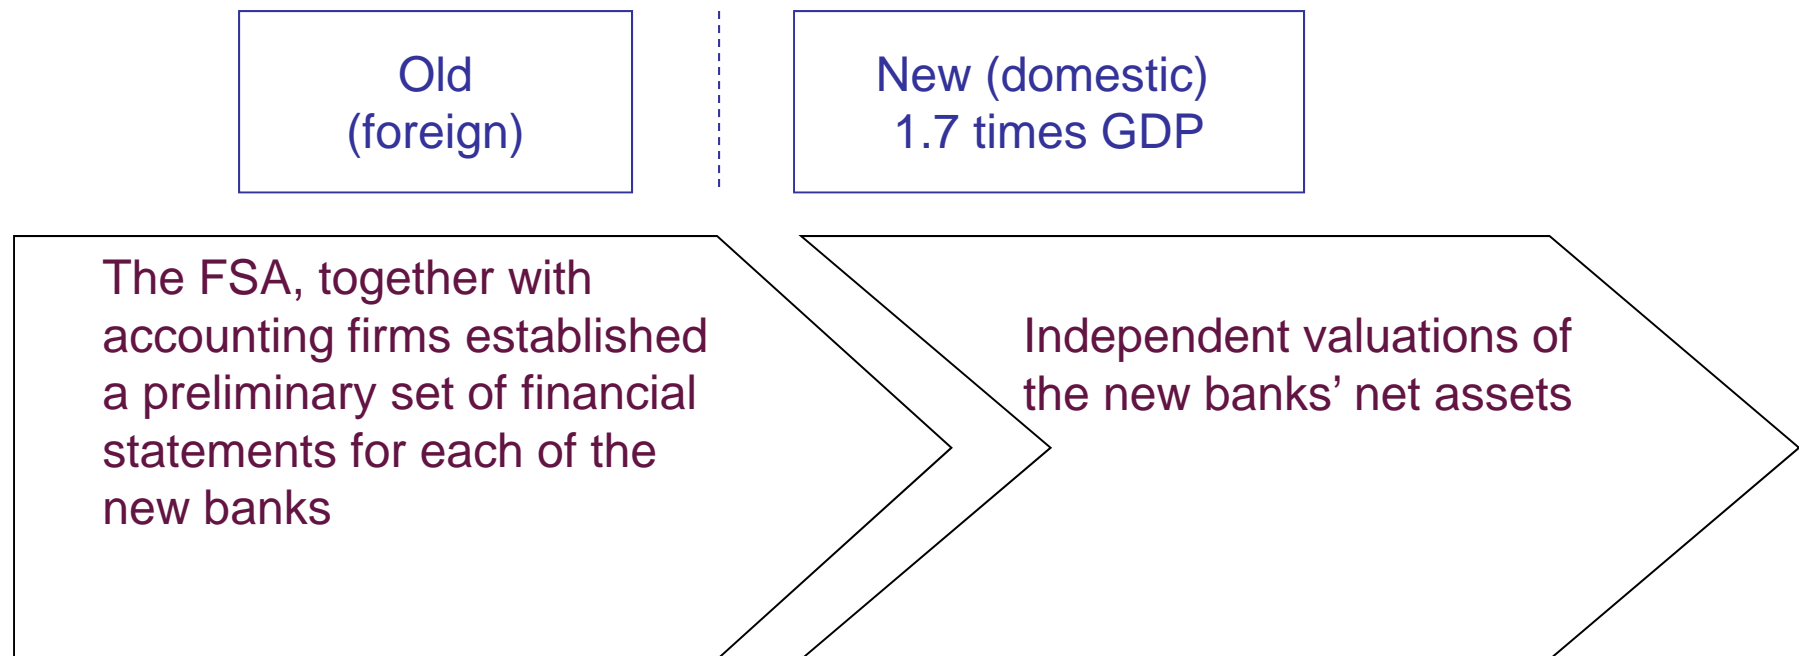 Old
(foreign)
New (domestic)
1.7 times GDP
The FSA, together with
accounting firms established
a preliminary set of financial
statements for each of the
new banks
Independent valuations of
the new banks’ net assets